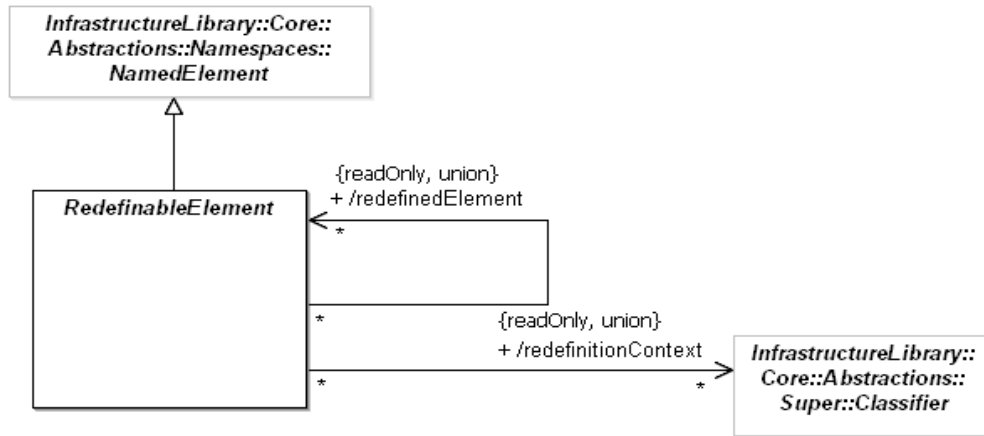 InfrastructureLibrary::Core::
Abstractions::Namespaces::
NamedElement
{readOnly, union}
+ /redefinedElement
RedefinableElement
*
*
{readOnly, union}
+ /redefinitionContext
*
*
InfrastructureLibrary::
Core::Abstractions::
Super::Classifier